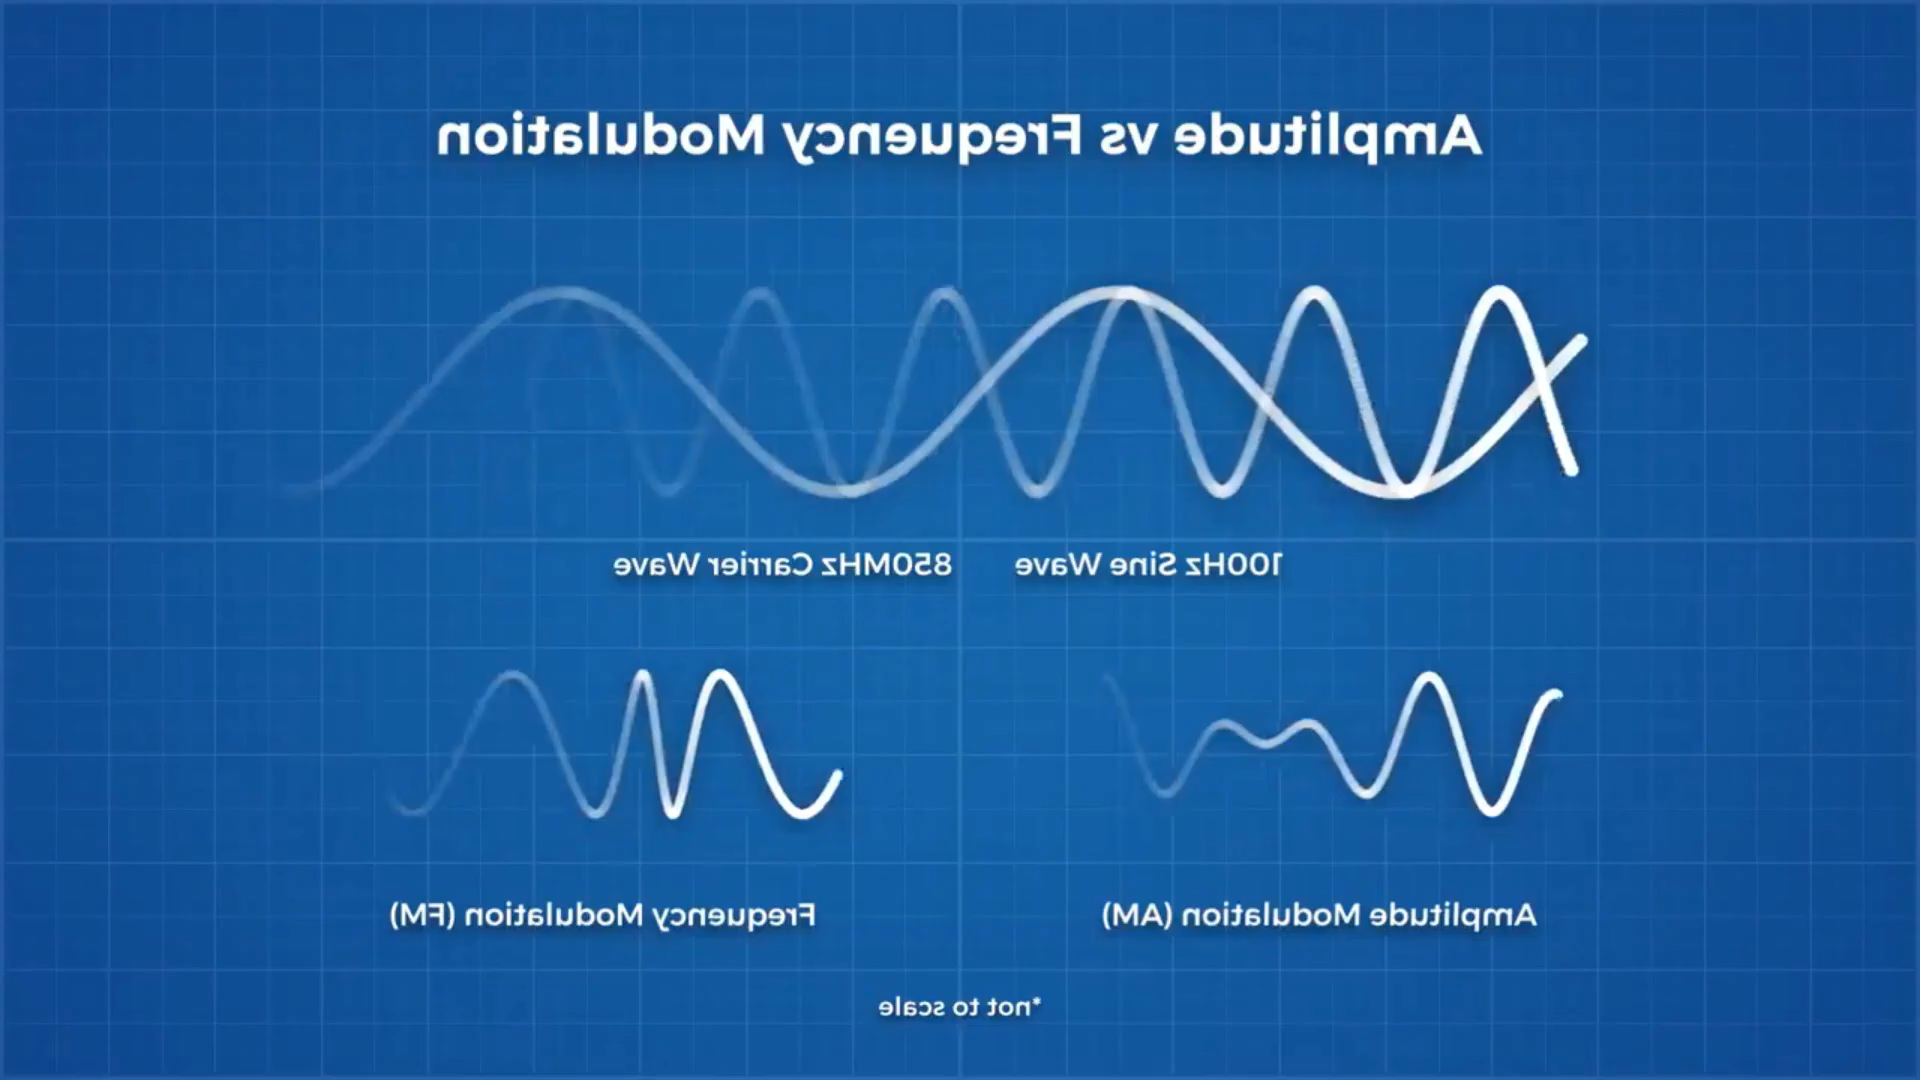 Amplitude vs Frequency Modulation
100Hz Sine Wave
850MHz Carrier Wave
Amplitude Modulation (AM)
Frequency Modulation (FM)
*not to scale